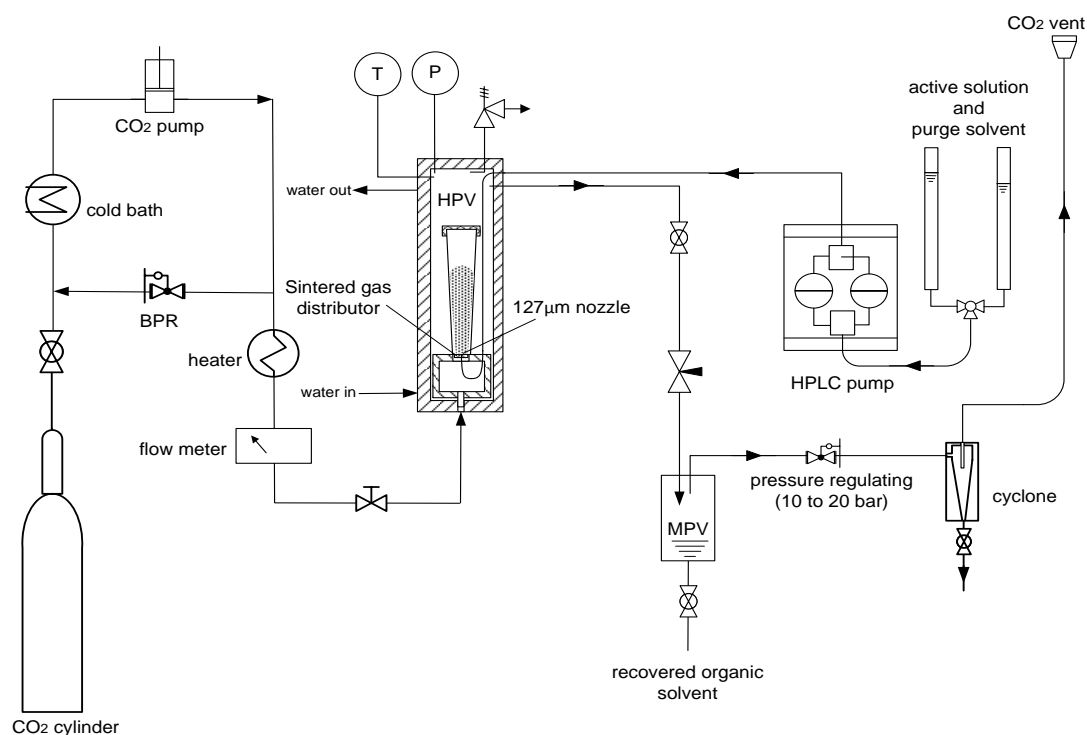 CO2 vent
T
P
active solution
and
purge solvent
CO2 pump
water out
HPV
cold bath
Sintered gas
distributor
127μm nozzle
BPR
heater
HPLC pump
water in
flow meter
pressure regulating
(10 to 20 bar)
cyclone
MPV
recovered organic
solvent
CO2 cylinder